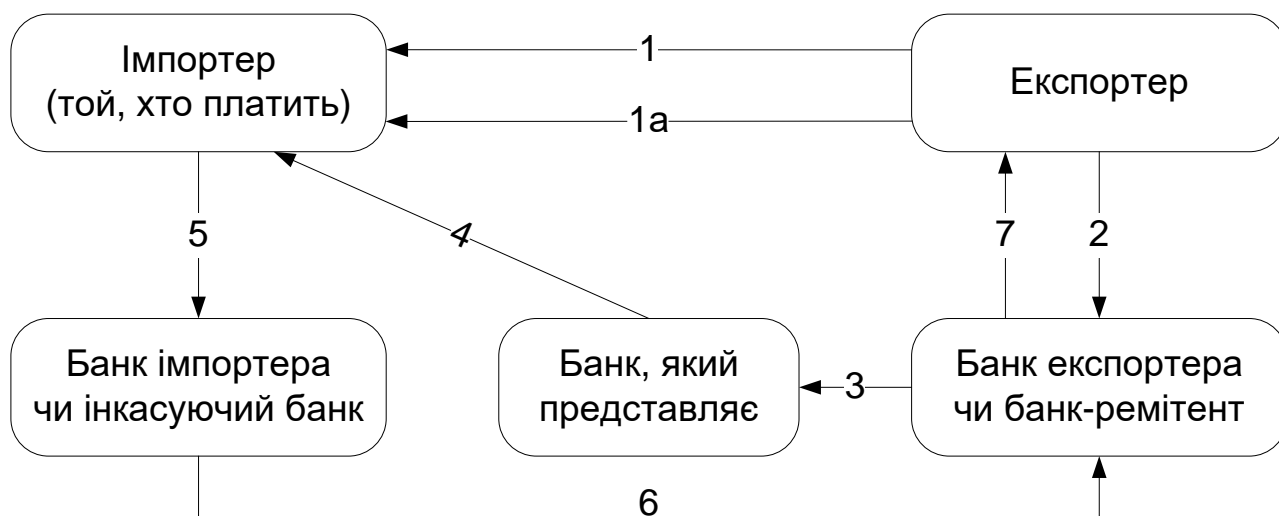 Імпортер
(той, хто платить)
1
1а
Експортер
5
4
7
2
Банк імпортера
чи інкасуючий банк
Банк, який
представляє
3
Банк експортера
чи банк-ремітент
6